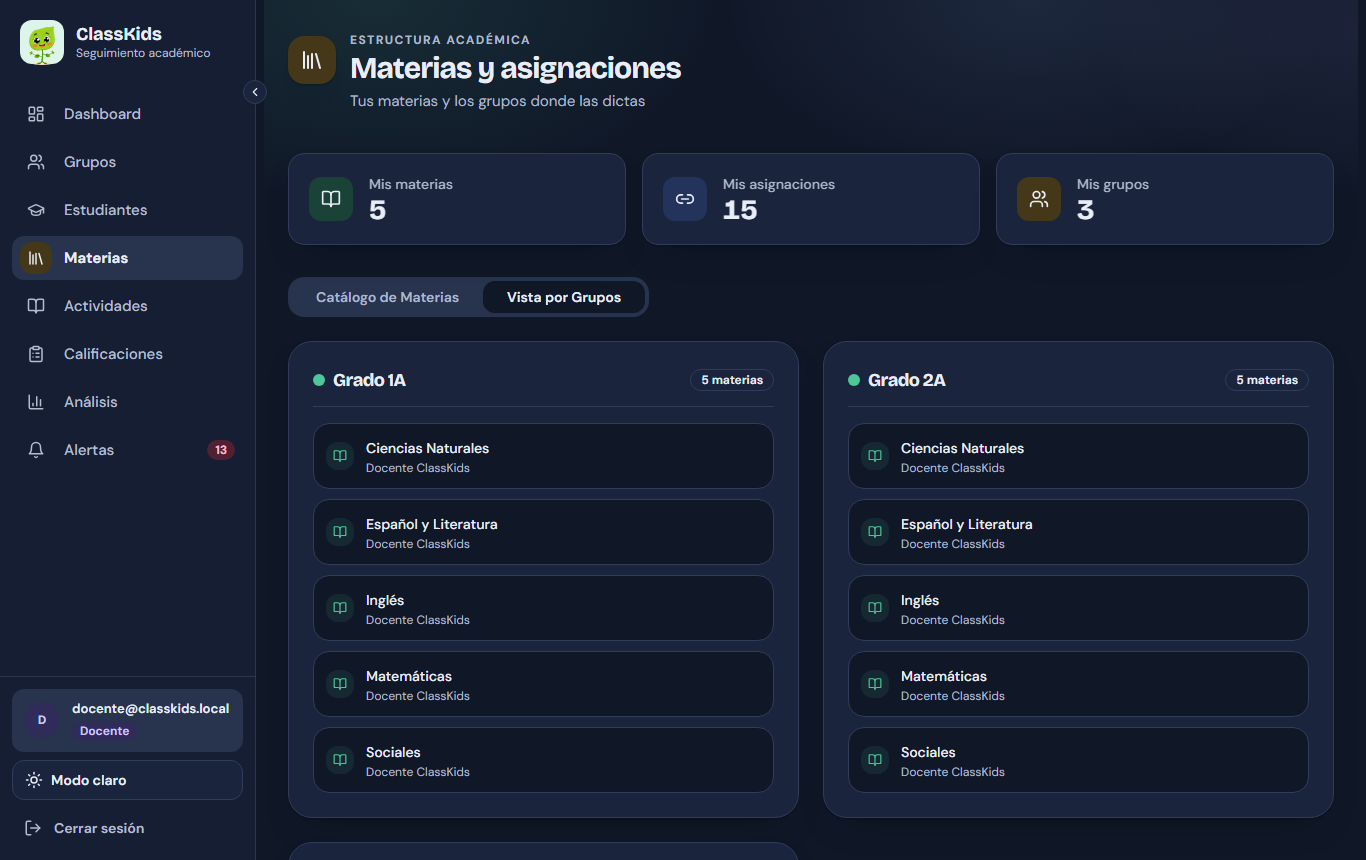 ClassKids
Seguimiento académico
Dashboard
Grupos
Estudiantes
Materias
Actividades
Calificaciones
Análisis
Alertas
13
D
docente@classkids.local
Docente
Modo claro
Cerrar sesión
ESTRUCTURA ACADÉMICA
Materias y asignaciones
Tus materias y los grupos donde las dictas
Mis materias
5
Mis asignaciones
15
Mis grupos
3
Catálogo de Materias
Vista por Grupos
Grado 1A
5 materias
Ciencias Naturales
Docente ClassKids
Español y Literatura
Docente ClassKids
Inglés
Docente ClassKids
Matemáticas
Docente ClassKids
Sociales
Docente ClassKids
Grado 2A
5 materias
Ciencias Naturales
Docente ClassKids
Español y Literatura
Docente ClassKids
Inglés
Docente ClassKids
Matemáticas
Docente ClassKids
Sociales
Docente ClassKids